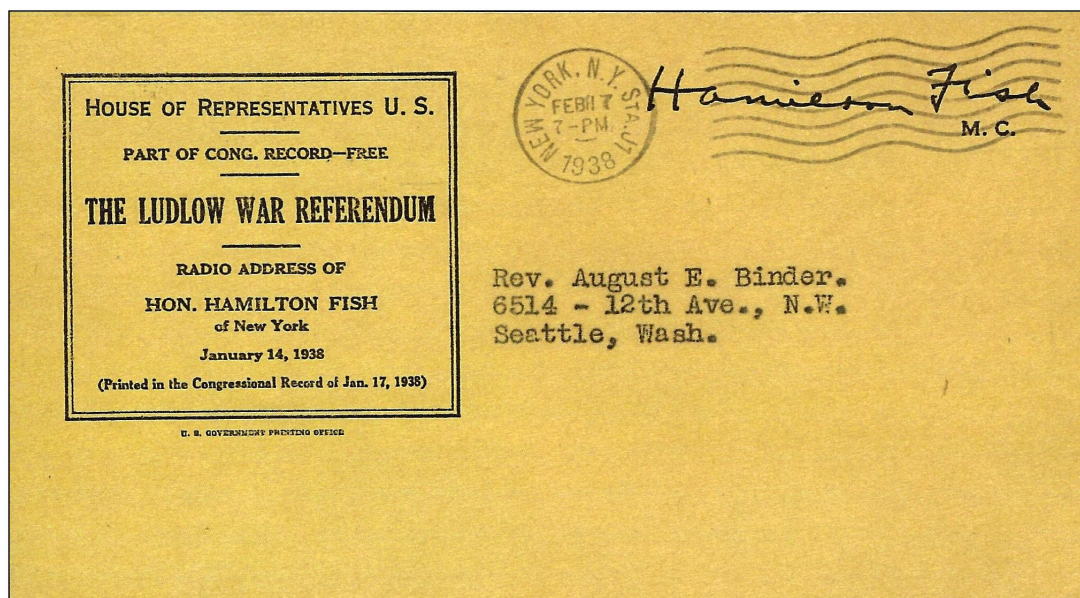 HOUSE OF REPRESENTATIVES U. S.
PART OF CONG. RECORD—FREE
THE LUDLOW WAR REFERENDUM
RADIO ADDRESS OF
HON. HAMILTON FISH
of New York
January 14, 1938
(Printed in the Congressional Record of Jan. 17, 1938)
U. S. GOVERNMENT PRINTING OFFICE
NEW YORK, N.Y. STA.
FEB
7-PM
1938
Hamilton Fish
M. C.
Rev. August E. Binder.
6514 - 12th Ave., N.W.
Seattle, Wash.